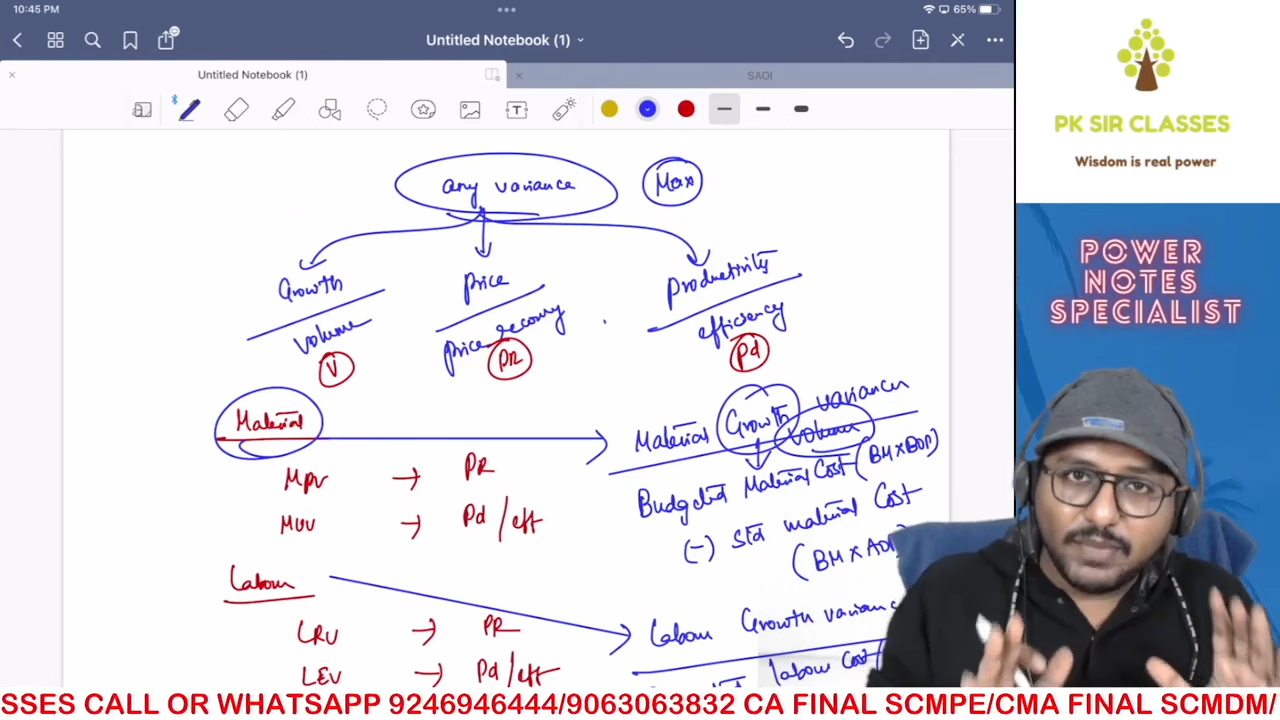 10:45 PM
65%
Untitled Notebook (1)
Untitled Notebook (1)
SAOI
T
any variance
Max
Growth
Volume
V
price
price recovery
PR
Productivity
efficiency
Pd
Material
MPV → PR
MUV → Pd/eff
Material Growth variances
volume
Budgeted Material Cost (BM×BOP)
(-) Std material Cost
(BM×AO
Labour
LRV → PR
LEV → Pd/eff
Labour Growth varianc
labour cost (
PK SIR CLASSES
Wisdom is real power
POWER
NOTES
SPECIALIST
SSES CALL OR WHATSAPP 9246946444/9063063832 CA FINAL SCMPE/CMA FINAL SCMDM/